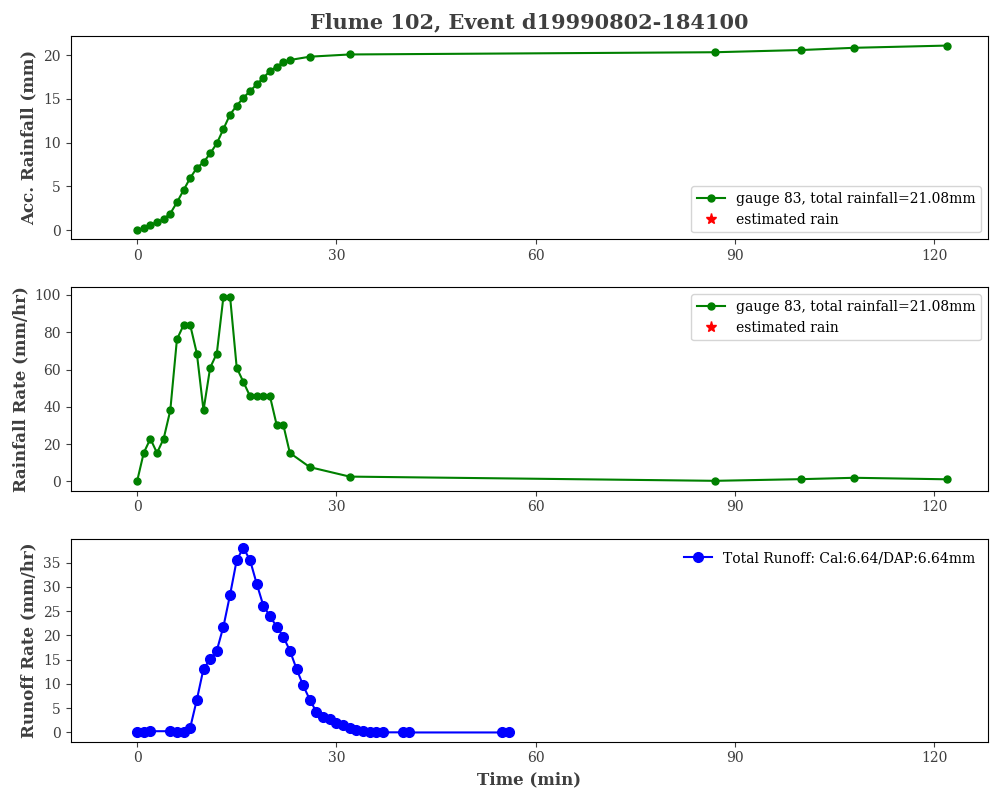 Flume 102, Event d19990802-184100
Acc. Rainfall (mm)
20
15
10
5
0
gauge 83, total rainfall=21.08mm
estimated rain
0 30 60 90 120
Rainfall Rate (mm/hr)
100
80
60
40
20
0
gauge 83, total rainfall=21.08mm
estimated rain
0 30 60 90 120
Runoff Rate (mm/hr)
35
30
25
20
15
10
5
0
Total Runoff: Cal:6.64/DAP:6.64mm
0 30 60 90 120
Time (min)